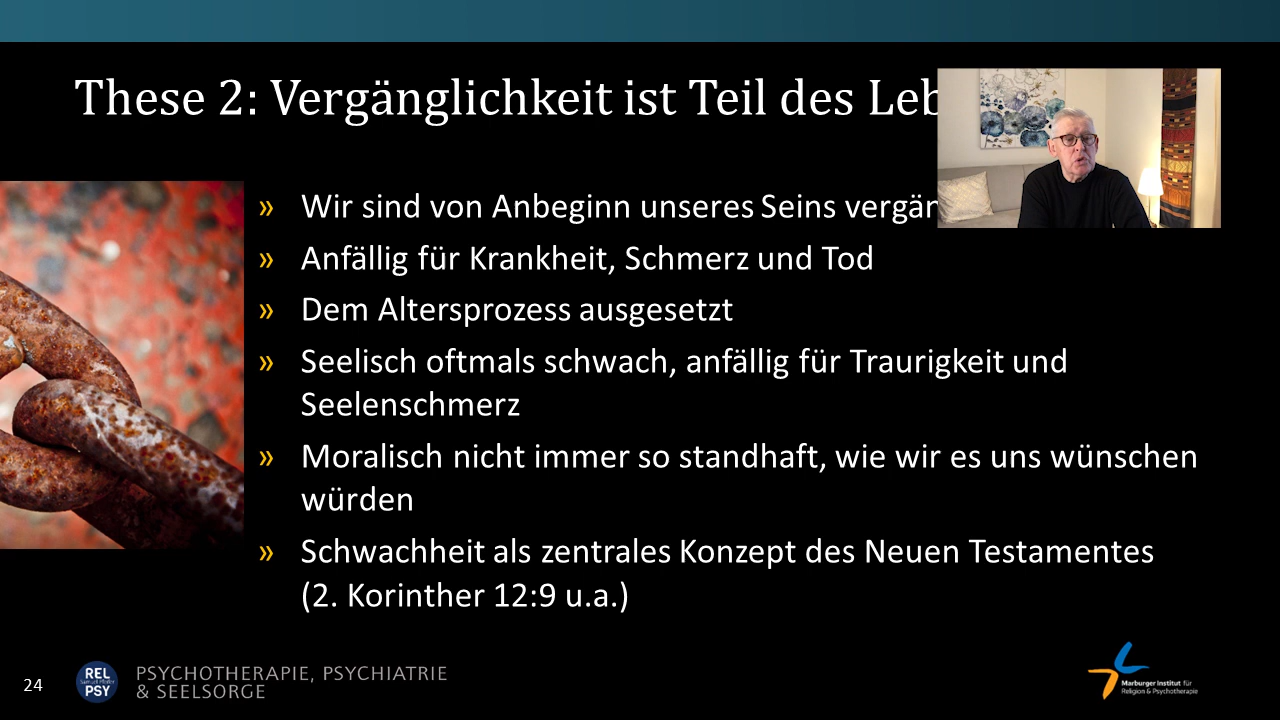 These 2: Vergänglichkeit ist Teil des Leb
» Wir sind von Anbeginn unseres Seins vergän
» Anfällig für Krankheit, Schmerz und Tod
» Dem Altersprozess ausgesetzt
» Seelisch oftmals schwach, anfällig für Traurigkeit und
Seelenschmerz
» Moralisch nicht immer so standhaft, wie wir es uns wünschen
würden
» Schwachheit als zentrales Konzept des Neuen Testamentes
(2. Korinther 12:9 u.a.)
24
REL
Samuel Pfeifer
PSY
PSYCHOTHERAPIE, PSYCHIATRIE
& SEELSORGE
Marburger Institut für
Religion & Psychotherapie